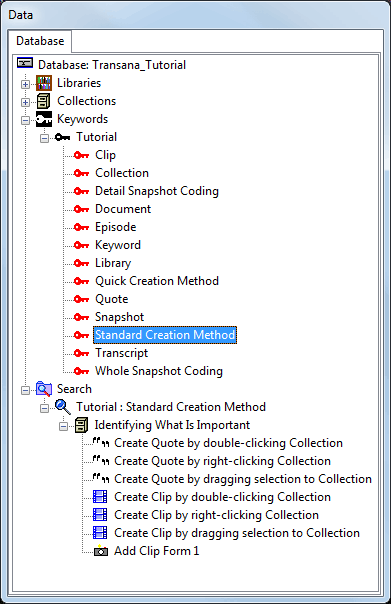 Data
Database
Database: Transana_Tutorial
Libraries
Collections
Keywords
Tutorial
Clip
Collection
Detail Snapshot Coding
Document
Episode
Keyword
Library
Quick Creation Method
Quote
Snapshot
Standard Creation Method
Transcript
Whole Snapshot Coding
Search
Tutorial : Standard Creation Method
Identifying What Is Important
Create Quote by double-clicking Collection
Create Quote by right-clicking Collection
Create Quote by dragging selection to Collection
Create Clip by double-clicking Collection
Create Clip by right-clicking Collection
Create Clip by dragging selection to Collection
Add Clip Form 1